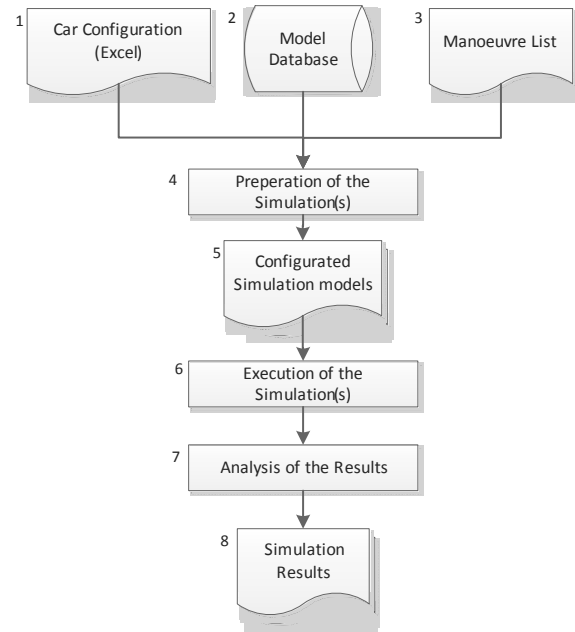 1
Car Configuration
(Excel)
2
Model
Database
3
Manoeuvre List
4
Preperation of the
Simulation(s)
5
Configurated
Simulation models
6
Execution of the
Simulation(s)
7
Analysis of the Results
8
Simulation
Results